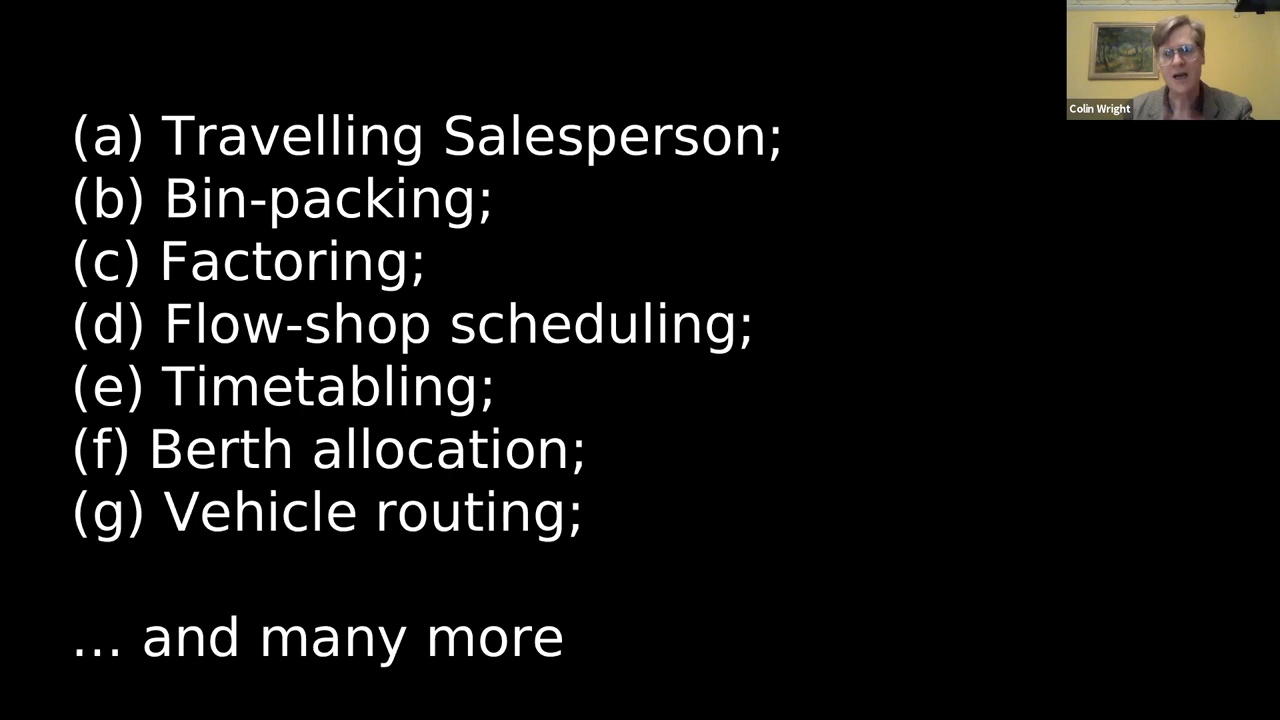 (a) Travelling Salesperson;
(b) Bin-packing;
(c) Factoring;
(d) Flow-shop scheduling;
(e) Timetabling;
(f) Berth allocation;
(g) Vehicle routing;
... and many more
Colin Wright